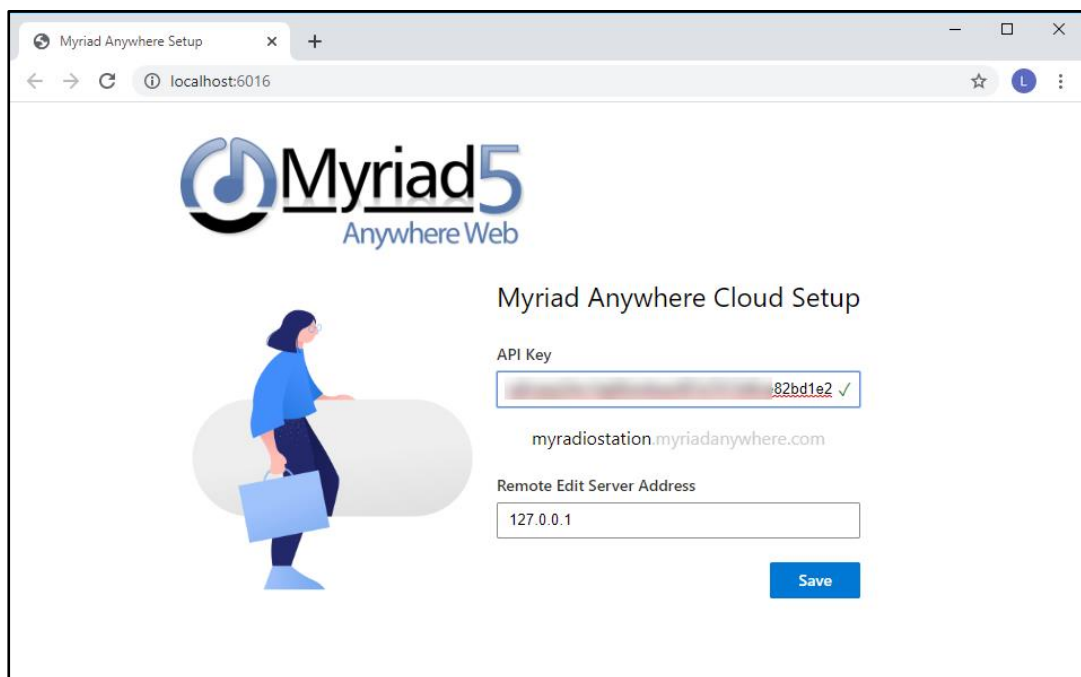 Myriad Anywhere Setup
localhost:6016
L
Myriad5
Anywhere Web
Myriad Anywhere Cloud Setup
API Key
82bd1e2
myradiostation.myriadanywhere.com
Remote Edit Server Address
127.0.0.1
Save